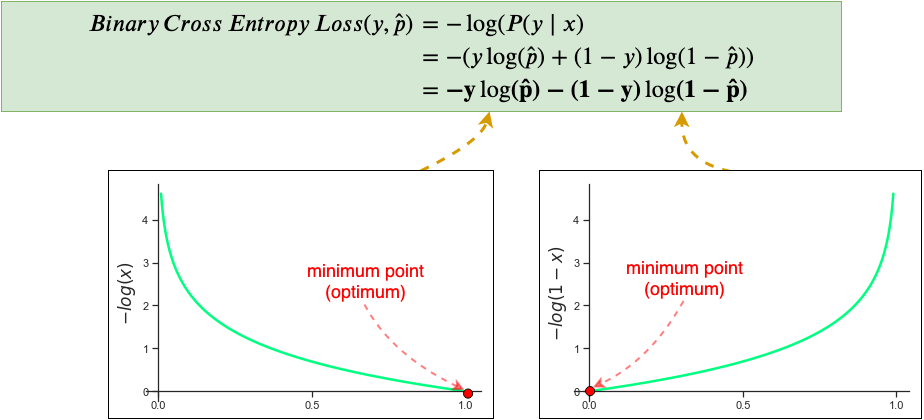 Binary Cross Entropy Loss(y, p̂) = − log(P(y | x)
= −(y log(p̂) + (1 − y) log(1 − p̂))
= −y log(p̂) − (1 − y) log(1 − p̂)
−log(x)
4
3
2
1
0
0.0
0.5
1.0
minimum point
(optimum)
−log(1 − x)
4
3
2
1
0
0.0
0.5
1.0
minimum point
(optimum)